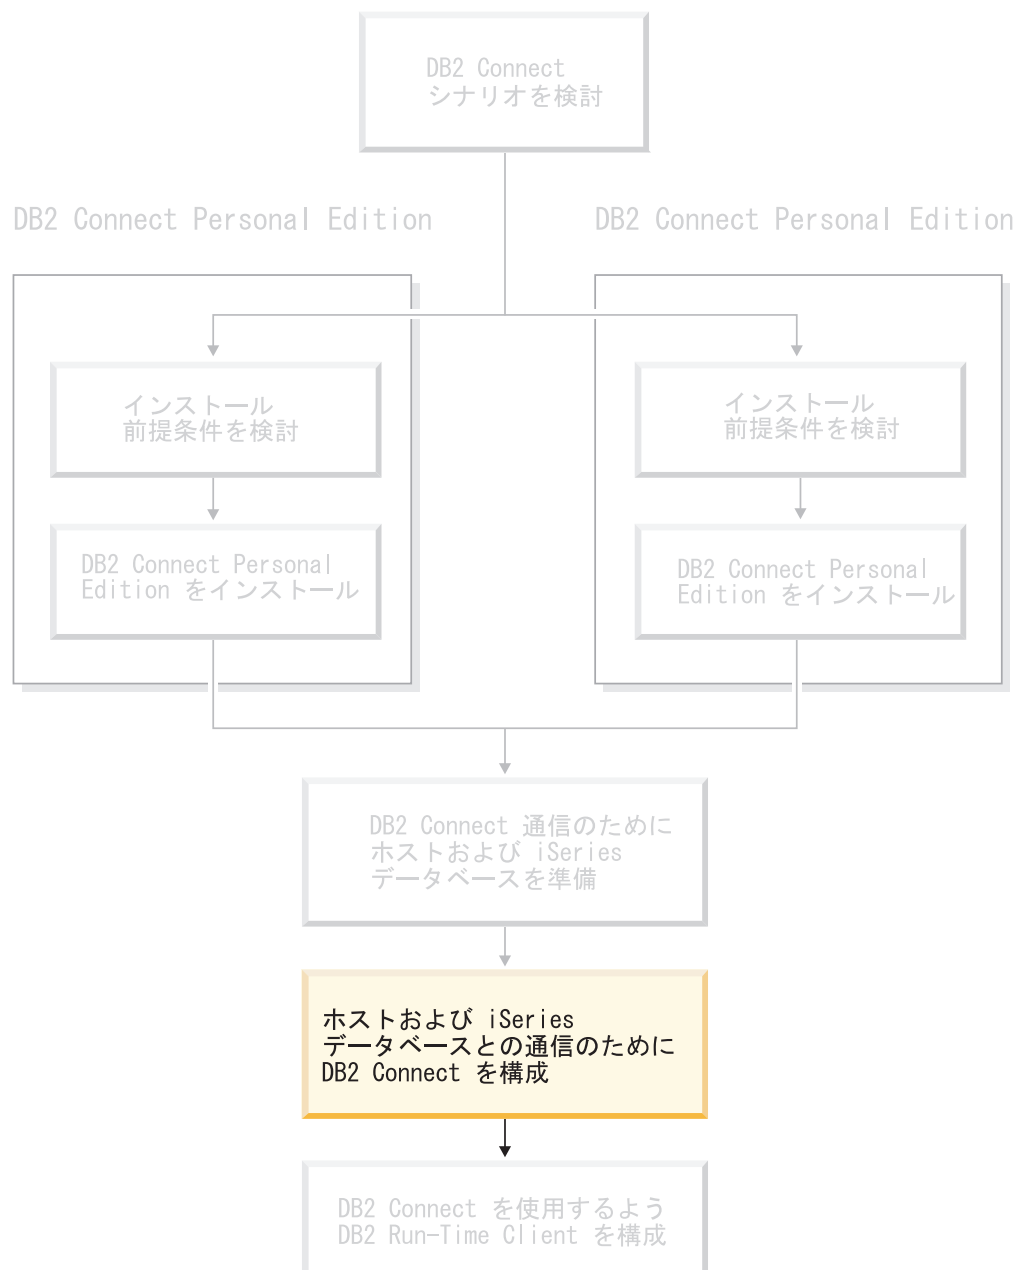 DB2 Connect
シナリオを検討
DB2 Connect Personal Edition
DB2 Connect Personal Edition
インストール
前提条件を検討
インストール
前提条件を検討
DB2 Connect Personal
Edition をインストール
DB2 Connect Personal
Edition をインストール
DB2 Connect 通信のために
ホストおよび iSeries
データベースを準備
ホストおよび iSeries
データベースとの通信のために
DB2 Connect を構成
DB2 Connect を使用するよう
DB2 Run-Time Client を構成